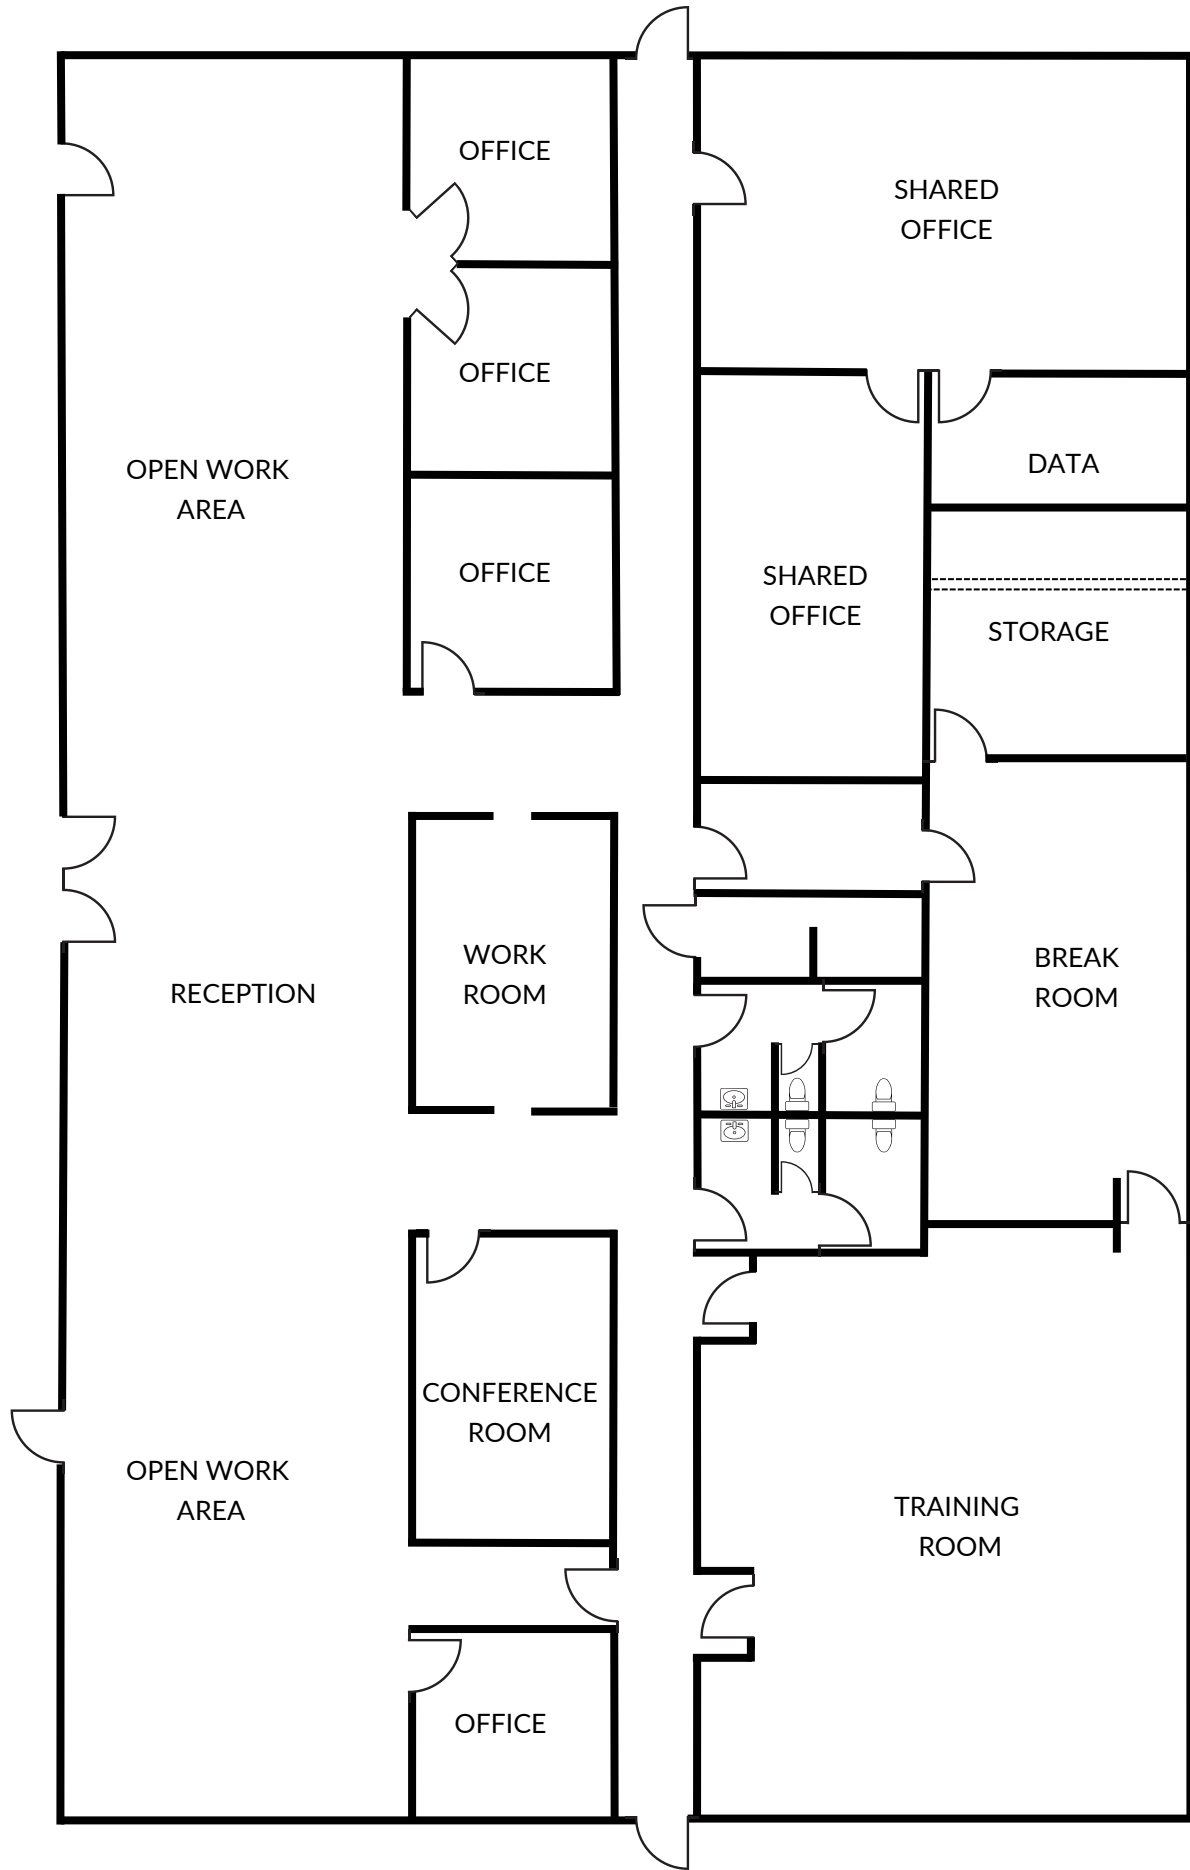 OFFICE
SHARED
OFFICE
OFFICE
OPEN WORK
AREA
DATA
OFFICE
SHARED
OFFICE
STORAGE
WORK
ROOM
BREAK
ROOM
RECEPTION
CONFERENCE
ROOM
OPEN WORK
AREA
TRAINING
ROOM
OFFICE